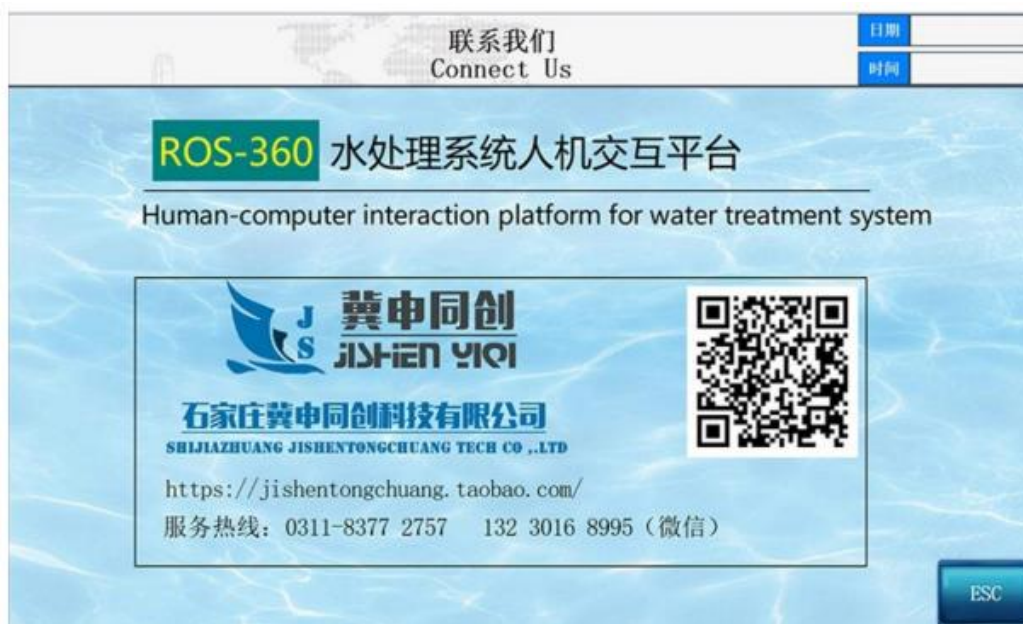 联系我们
Connect Us
日期
时间
ROS-360 水处理系统人机交互平台
Human-computer interaction platform for water treatment system
JS
冀申同创
JISHEN YIQI
石家庄冀申同创科技有限公司
SHIJIAZHUANG JISHENTONGCHUANG TECH CO .,LTD
https://jishentongchuang.taobao.com/
服务热线：0311-8377 2757 132 3016 8995（微信）
ESC